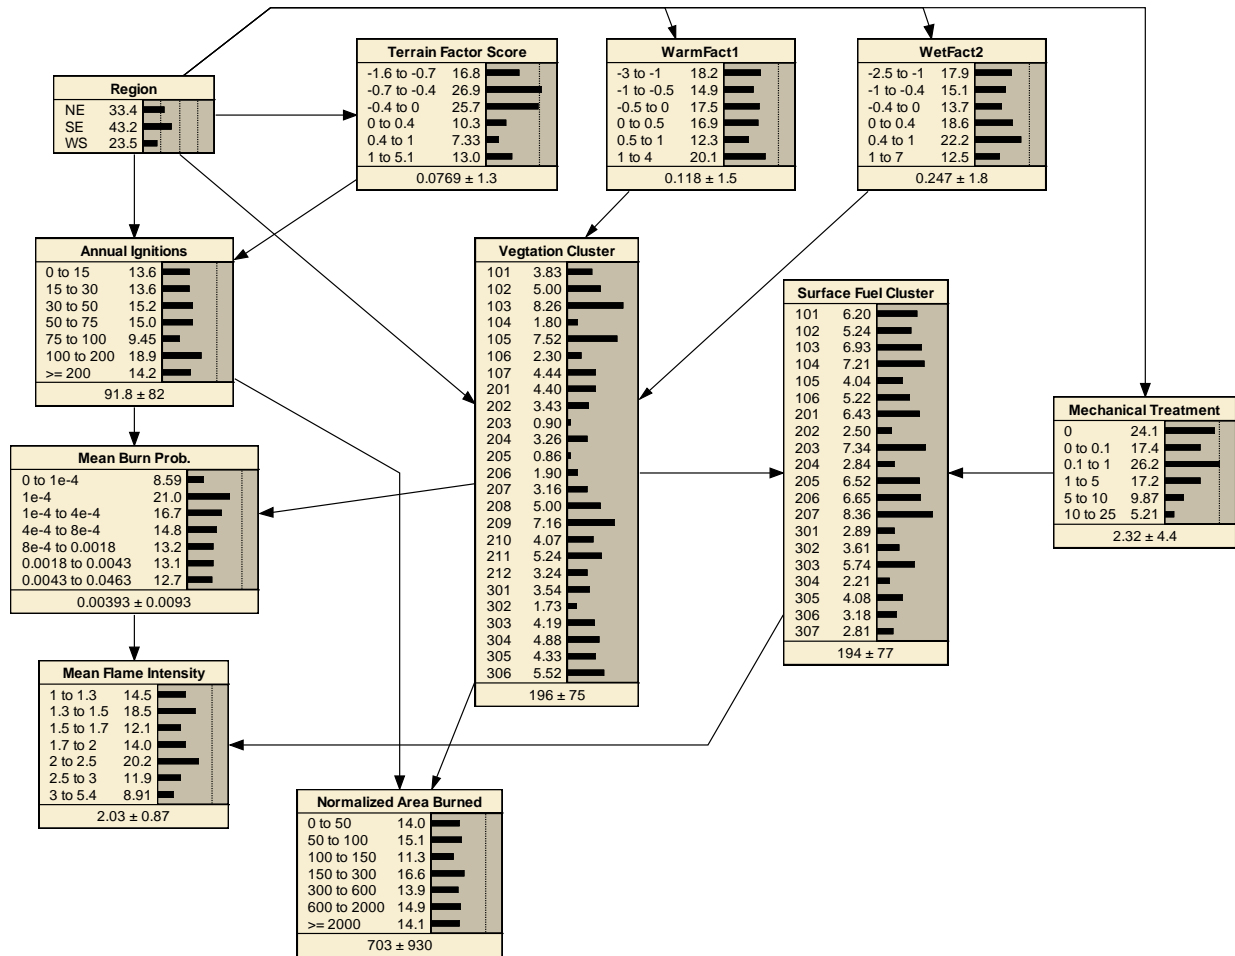 Region
NE 33.4
SE 43.2
WS 23.5
Terrain Factor Score
-1.6 to -0.7 16.8
-0.7 to -0.4 26.9
-0.4 to 0 25.7
0 to 0.4 10.3
0.4 to 1 7.33
1 to 5.1 13.0
0.0769 ± 1.3
WarmFact1
-3 to -1 18.2
-1 to -0.5 14.9
-0.5 to 0 17.5
0 to 0.5 16.9
0.5 to 1 12.3
1 to 4 20.1
0.118 ± 1.5
WetFact2
-2.5 to -1 17.9
-1 to -0.4 15.1
-0.4 to 0 13.7
0 to 0.4 18.6
0.4 to 1 22.2
1 to 7 12.5
0.247 ± 1.8
Annual Ignitions
0 to 15 13.6
15 to 30 13.6
30 to 50 15.2
50 to 75 15.0
75 to 100 9.45
100 to 200 18.9
>= 200 14.2
91.8 ± 82
Vegtation Cluster
101 3.83
102 5.00
103 8.26
104 1.80
105 7.52
106 2.30
107 4.44
201 4.40
202 3.43
203 0.90
204 3.26
205 0.86
206 1.90
207 3.16
208 5.00
209 7.16
210 4.07
211 5.24
212 3.24
301 3.54
302 1.73
303 4.19
304 4.88
305 4.33
306 5.52
196 ± 75
Surface Fuel Cluster
101 6.20
102 5.24
103 6.93
104 7.21
105 4.04
106 5.22
201 6.43
202 2.50
203 7.34
204 2.84
205 6.52
206 6.65
207 8.36
301 2.89
302 3.61
303 5.74
304 2.21
305 4.08
306 3.18
307 2.81
194 ± 77
Mechanical Treatment
0 24.1
0 to 0.1 17.4
0.1 to 1 26.2
1 to 5 17.2
5 to 10 9.87
10 to 25 5.21
2.32 ± 4.4
Mean Burn Prob.
0 to 1e-4 8.59
1e-4 21.0
1e-4 to 4e-4 16.7
4e-4 to 8e-4 14.8
8e-4 to 0.0018 13.2
0.0018 to 0.0043 13.1
0.0043 to 0.0463 12.7
0.00393 ± 0.0093
Mean Flame Intensity
1 to 1.3 14.5
1.3 to 1.5 18.5
1.5 to 1.7 12.1
1.7 to 2 14.0
2 to 2.5 20.2
2.5 to 3 11.9
3 to 5.4 8.91
2.03 ± 0.87
Normalized Area Burned
0 to 50 14.0
50 to 100 15.1
100 to 150 11.3
150 to 300 16.6
300 to 600 13.9
600 to 2000 14.9
>= 2000 14.1
703 ± 930